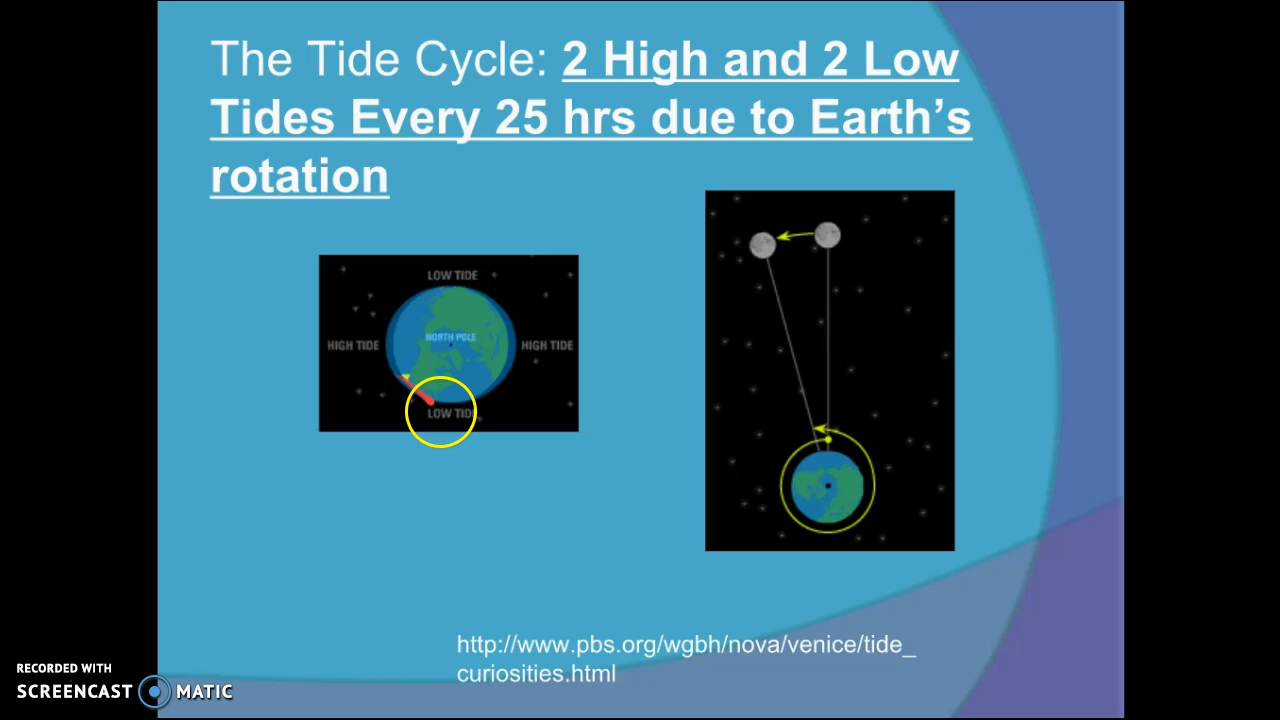 The Tide Cycle: 2 High and 2 Low
Tides Every 25 hrs due to Earth's
rotation
LOW TIDE
HIGH TIDE
NORTH POLE
HIGH TIDE
LOW TIDE
http://www.pbs.org/wgbh/nova/venice/tide_
curiosities.html
RECORDED WITH
SCREENCAST MATIC